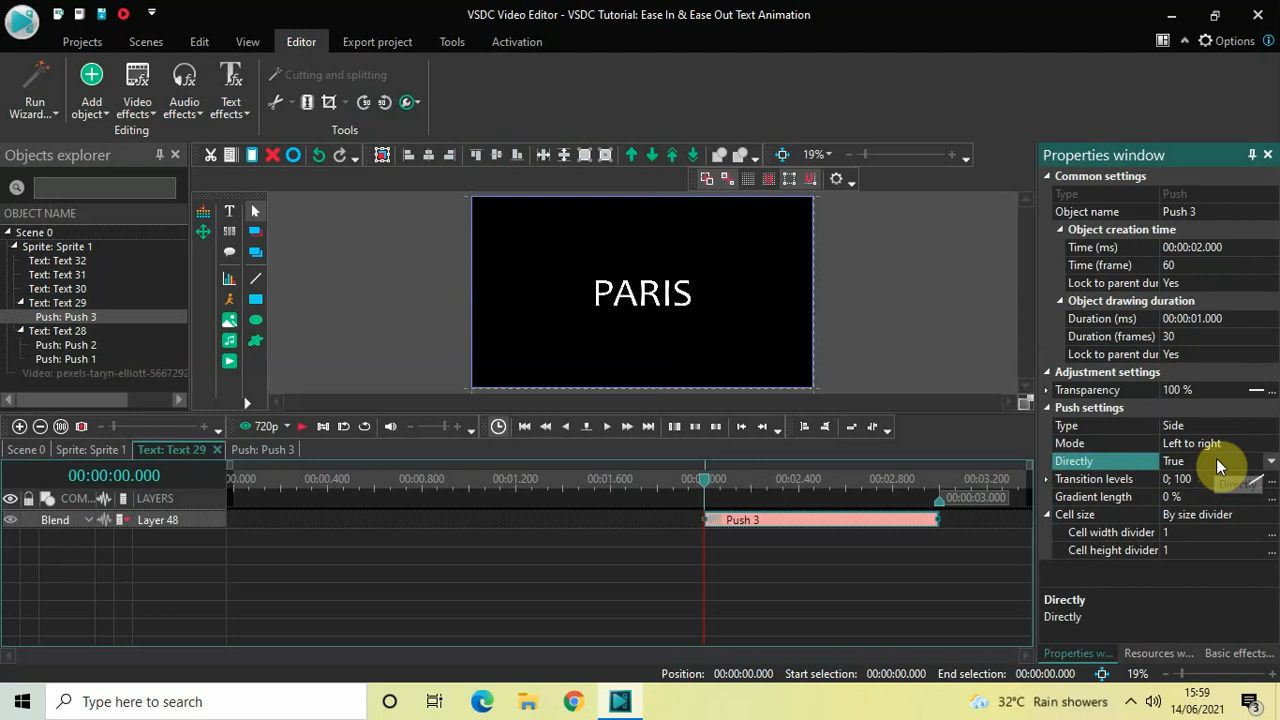 VSDC Video Editor - VSDC Tutorial: Ease In & Ease Out Text Animation
Projects Scenes Edit View Editor Export project Tools Activation Options
Run Wizard...
Add object
Video effects
Audio effects
Text effects
Editing
Cutting and splitting
Tools
Objects explorer
19%
OBJECT NAME
Scene 0
Sprite: Sprite 1
Text: Text 32
Text: Text 31
Text: Text 30
Text: Text 29
Push: Push 3
Text: Text 28
Push: Push 2
Push: Push 1
Video: pexels-taryn-elliott-5667292
PARIS
Properties window
Common settings
Type Push
Object name Push 3
Object creation time
Time (ms) 00:00:02.000
Time (frame) 60
Lock to parent dur Yes
Object drawing duration
Duration (ms) 00:00:01.000
Duration (frames) 30
Lock to parent dur Yes
Adjustment settings
Transparency 100 % ...
Push settings
Type Side
Mode Left to right
Directly True
Transition levels 0; 100 ...
Directly
Gradient length 0 % ...
Cell size By size divider
Cell width divider 1 ...
Cell height divider 1 ...
Directly
Directly
Properties w... Resources w... Basic effects...
720p
Scene 0 Sprite: Sprite 1 Text: Text 29 Push: Push 3
00:00:00.000
00:01.200 00:01.600 00:02.400 00:02.800 00:03.200
00:00:03.000
COM... LAYERS
Blend Layer 48
Push 3
Position: 00:00:00.000 Start selection: 00:00:00.000 End selection: 00:00:00.000 19%
Type here to search
32°C Rain showers
15:59
14/06/2021
3